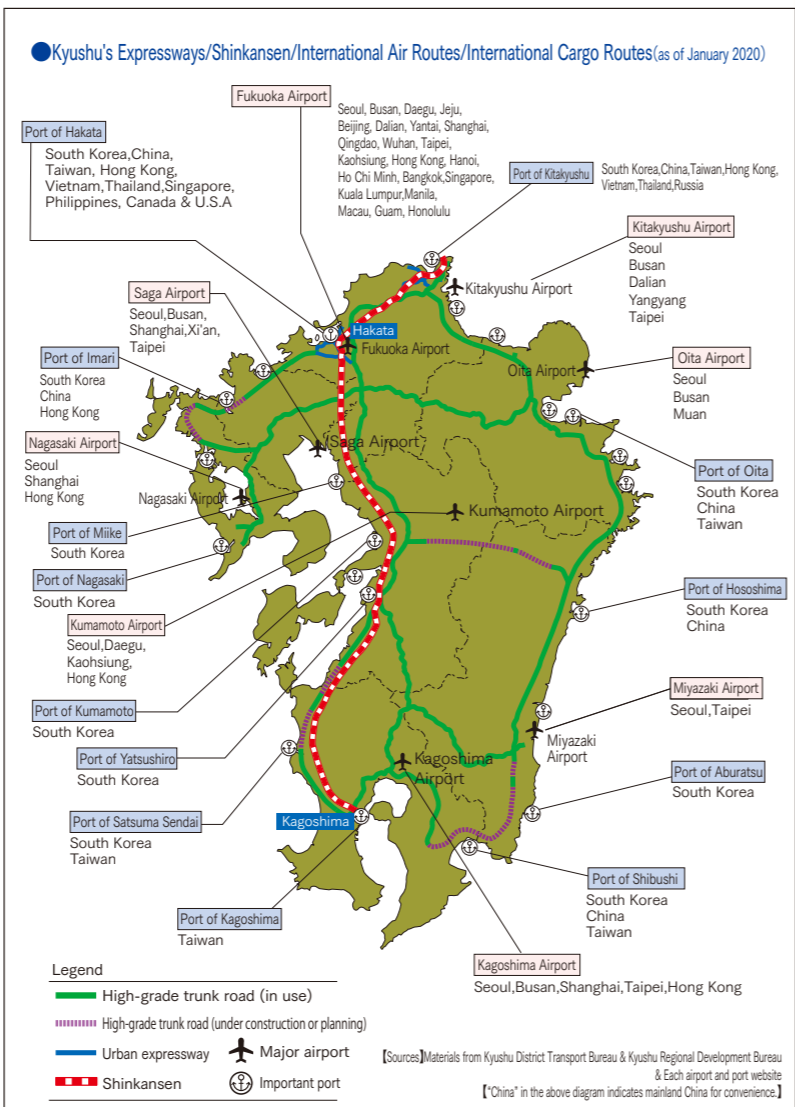 ●Kyushu's Expressways/Shinkansen/International Air Routes/International Cargo Routes(as of January 2020)
Fukuoka Airport
Seoul, Busan, Daegu, Jeju,
Beijing, Dalian, Yantai, Shanghai,
Qingdao, Wuhan, Taipei,
Kaohsiung, Hong Kong, Hanoi,
Ho Chi Minh, Bangkok,Singapore,
Kuala Lumpur,Manila,
Macau, Guam, Honolulu
Port of Hakata
South Korea,China,
Taiwan, Hong Kong,
Vietnam,Thailand,Singapore,
Philippines, Canada & U.S.A
Port of Kitakyushu
South Korea,China,Taiwan,Hong Kong,
Vietnam,Thailand,Russia
Kitakyushu Airport
Seoul
Busan
Dalian
Yangyang
Taipei
Kitakyushu Airport
Saga Airport
Seoul,Busan,
Shanghai,Xi'an,
Taipei
Hakata
Fukuoka Airport
Port of Imari
South Korea
China
Hong Kong
Oita Airport
Oita Airport
Seoul
Busan
Muan
Nagasaki Airport
Seoul
Shanghai
Hong Kong
Saga Airport
Nagasaki Airport
Port of Oita
South Korea
China
Taiwan
Kumamoto Airport
Port of Miike
South Korea
Port of Nagasaki
South Korea
Port of Hososhima
South Korea
China
Kumamoto Airport
Seoul,Daegu,
Kaohsiung,
Hong Kong
Miyazaki Airport
Seoul,Taipei
Port of Kumamoto
South Korea
Miyazaki
Airport
Port of Yatsushiro
South Korea
Kagoshima
Airport
Port of Aburatsu
South Korea
Port of Satsuma Sendai
South Korea
Taiwan
Kagoshima
Port of Shibushi
South Korea
China
Taiwan
Port of Kagoshima
Taiwan
Kagoshima Airport
Seoul,Busan,Shanghai,Taipei,Hong Kong
Legend
High-grade trunk road (in use)
High-grade trunk road (under construction or planning)
Urban expressway
Major airport
Shinkansen
Important port
【Sources】Materials from Kyushu District Transport Bureau & Kyushu Regional Development Bureau
& Each airport and port website
【"China" in the above diagram indicates mainland China for convenience.】